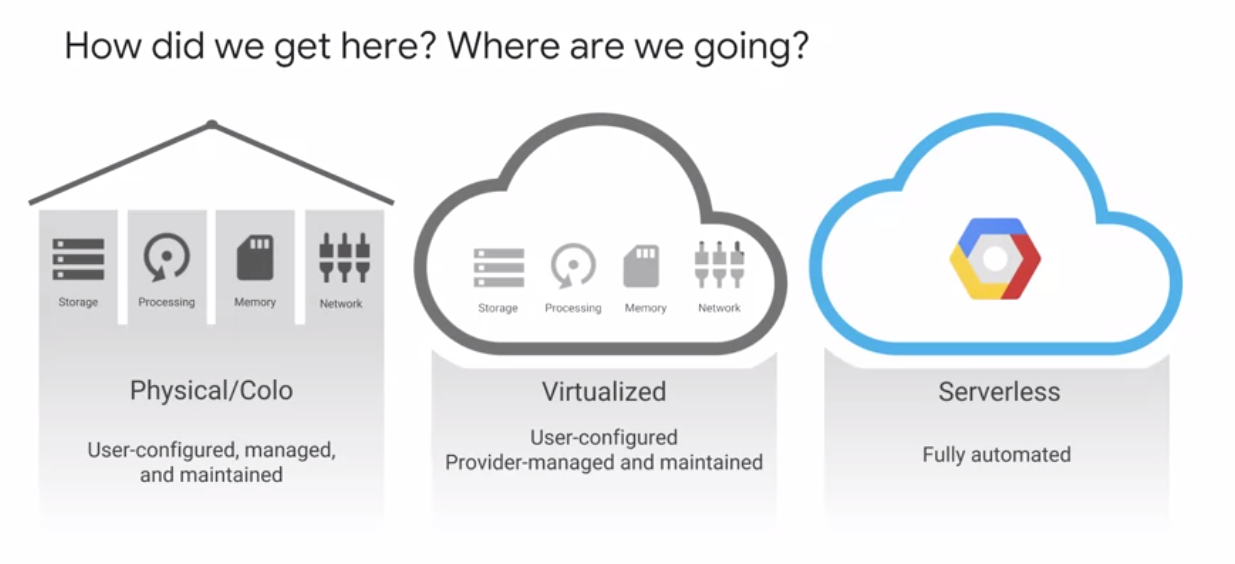 How did we get here? Where are we going?
Storage
Processing
Memory
Network
Physical/Colo
User-configured, managed,
and maintained
Storage
Processing
Memory
Network
Virtualized
User-configured
Provider-managed and maintained
Serverless
Fully automated